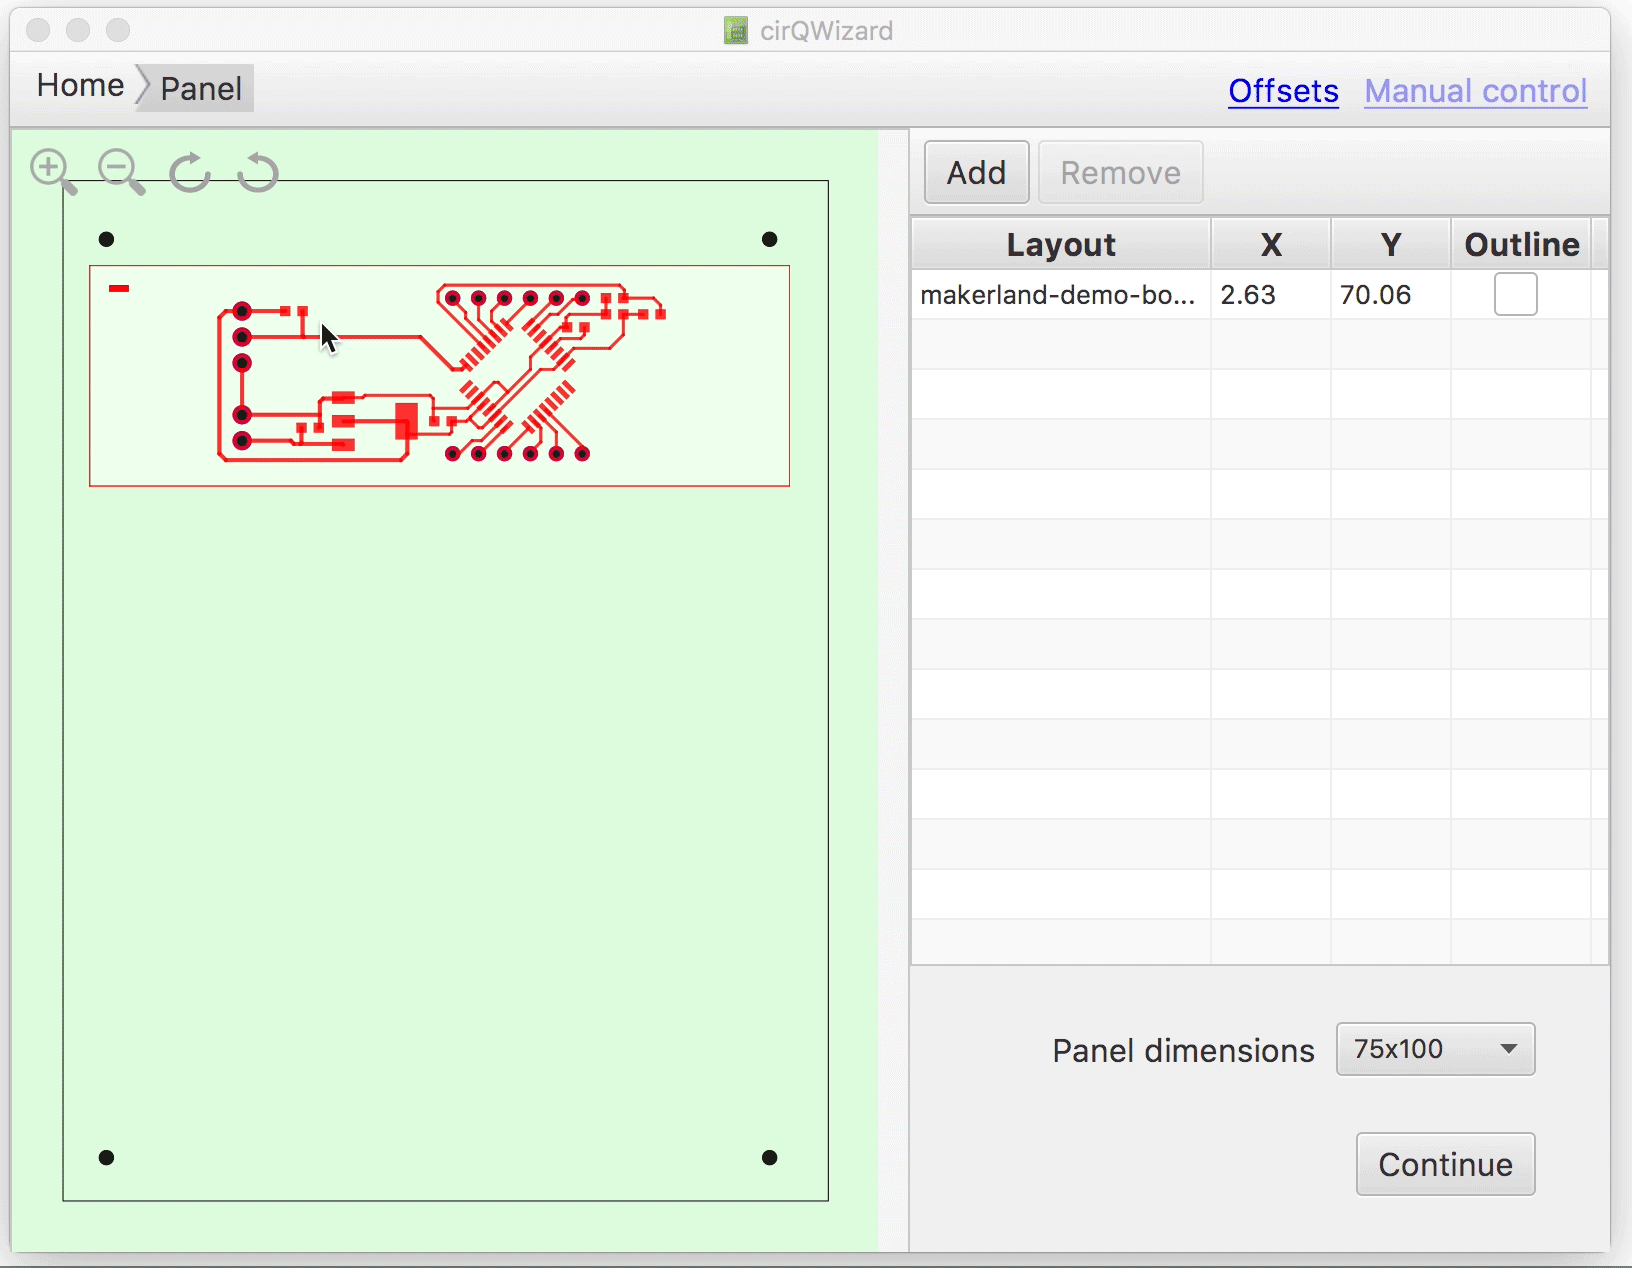 cirQWizard
Home Panel Offsets Manual control
Add Remove
Layout X Y Outline
makerland-demo-bo... 2.63 70.06
Panel dimensions 75x100
Continue